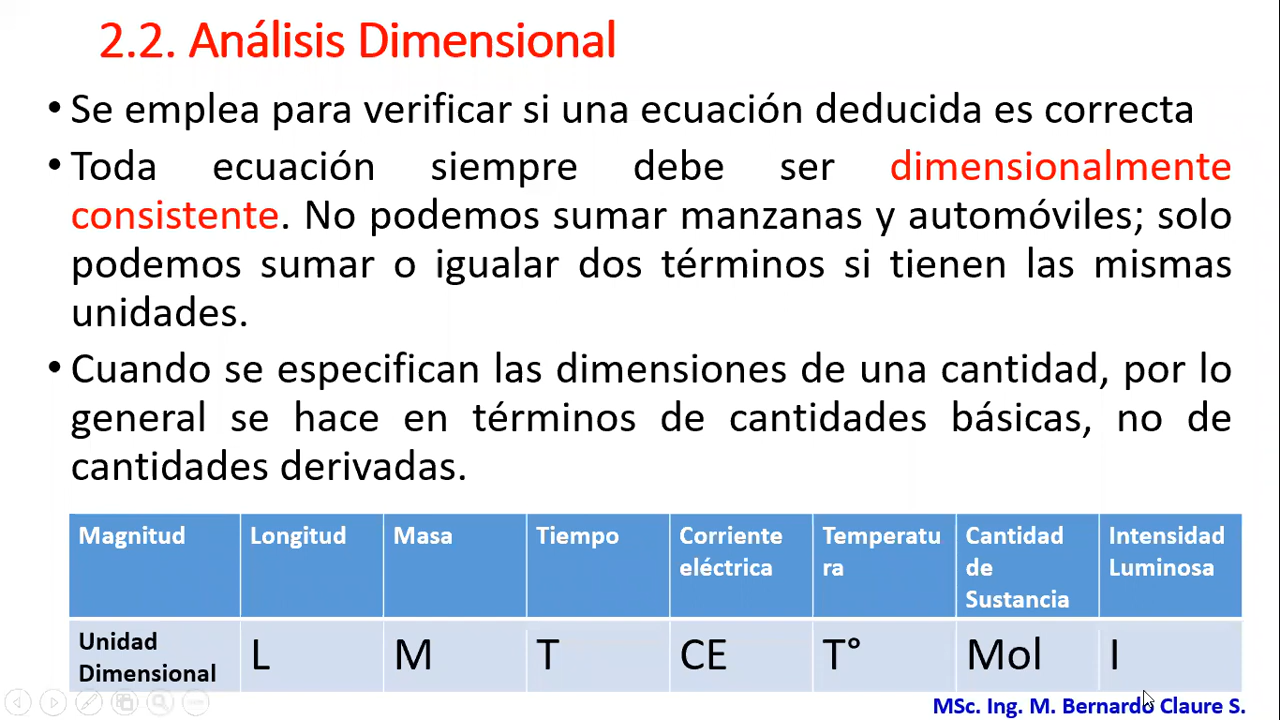 2.2. Análisis Dimensional
• Se emplea para verificar si una ecuación deducida es correcta
• Toda ecuación siempre debe ser dimensionalmente
consistente. No podemos sumar manzanas y automóviles; solo
podemos sumar o igualar dos términos si tienen las mismas
unidades.
• Cuando se especifican las dimensiones de una cantidad, por lo
general se hace en términos de cantidades básicas, no de
cantidades derivadas.
Magnitud Longitud Masa Tiempo Corriente eléctrica Temperatu ra Cantidad de Sustancia Intensidad Luminosa
Unidad Dimensional L M T CE T° Mol I
MSc. Ing. M. Bernardo Claure S.